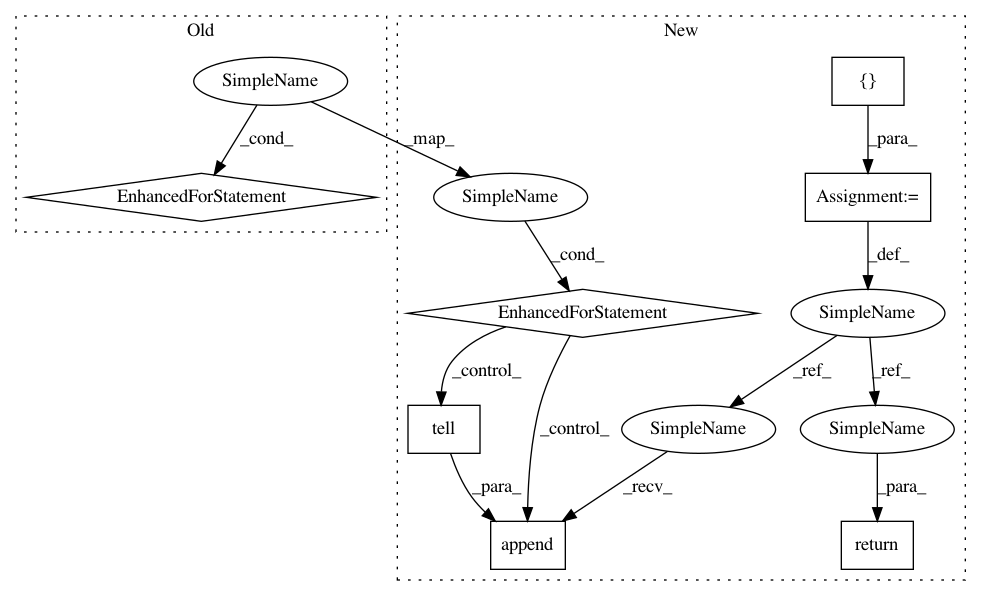 Old
New
SimpleName
{}
_cond_
_map_
_para_
EnhancedForStatement
SimpleName
Assignment:=
_cond_
_def_
EnhancedForStatement
SimpleName
_control_
_control_
_ref_
_ref_
tell
SimpleName
SimpleName
_para_
_recv_
_para_
append
return